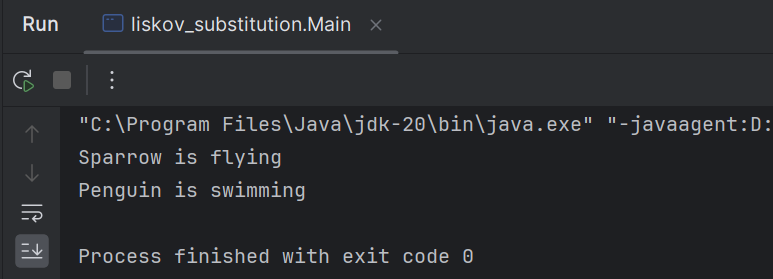 Run liskov_substitution.Main
"C:\Program Files\Java\jdk-20\bin\java.exe" "-javaagent:D:
Sparrow is flying
Penguin is swimming
Process finished with exit code 0